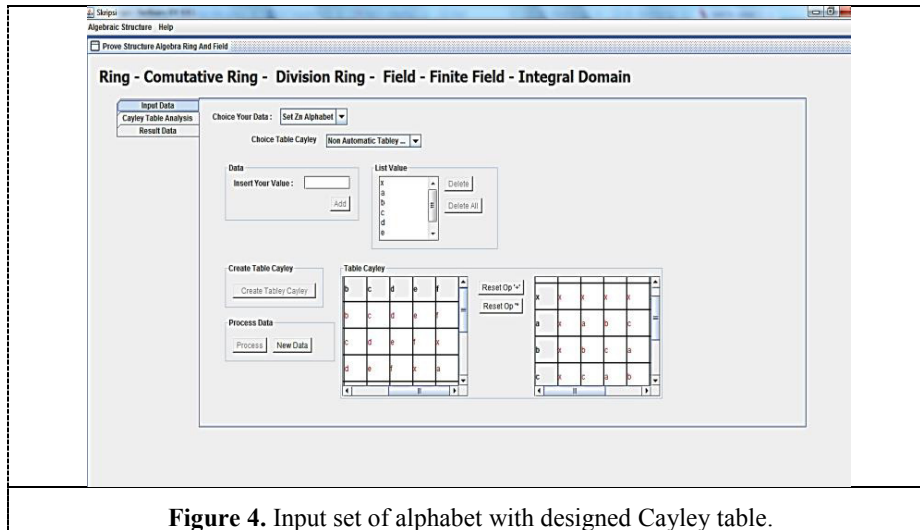 Skripsi
Algebraic Structure Help
Prove Structure Algebra Ring And Field
Ring - Comutative Ring - Division Ring - Field - Finite Field - Integral Domain
Input Data
Cayley Table Analysis
Result Data
Choice Your Data : Set Zn Alphabet
Choice Table Cayley Non Automatic Tabley ...
Data
Insert Your Value :
Add
List Value
x
a
b
c
d
e
Delete
Delete All
Create Table Cayley
Create Tabley Cayley
Process Data
Process New Data
Table Cayley
b c d e f
b c d e f
c d e f x
d e f x a
Reset Op '+'
Reset Op '*'
x x x x x
a x a b c
b x b c a
c x c a b
Figure 4. Input set of alphabet with designed Cayley table.